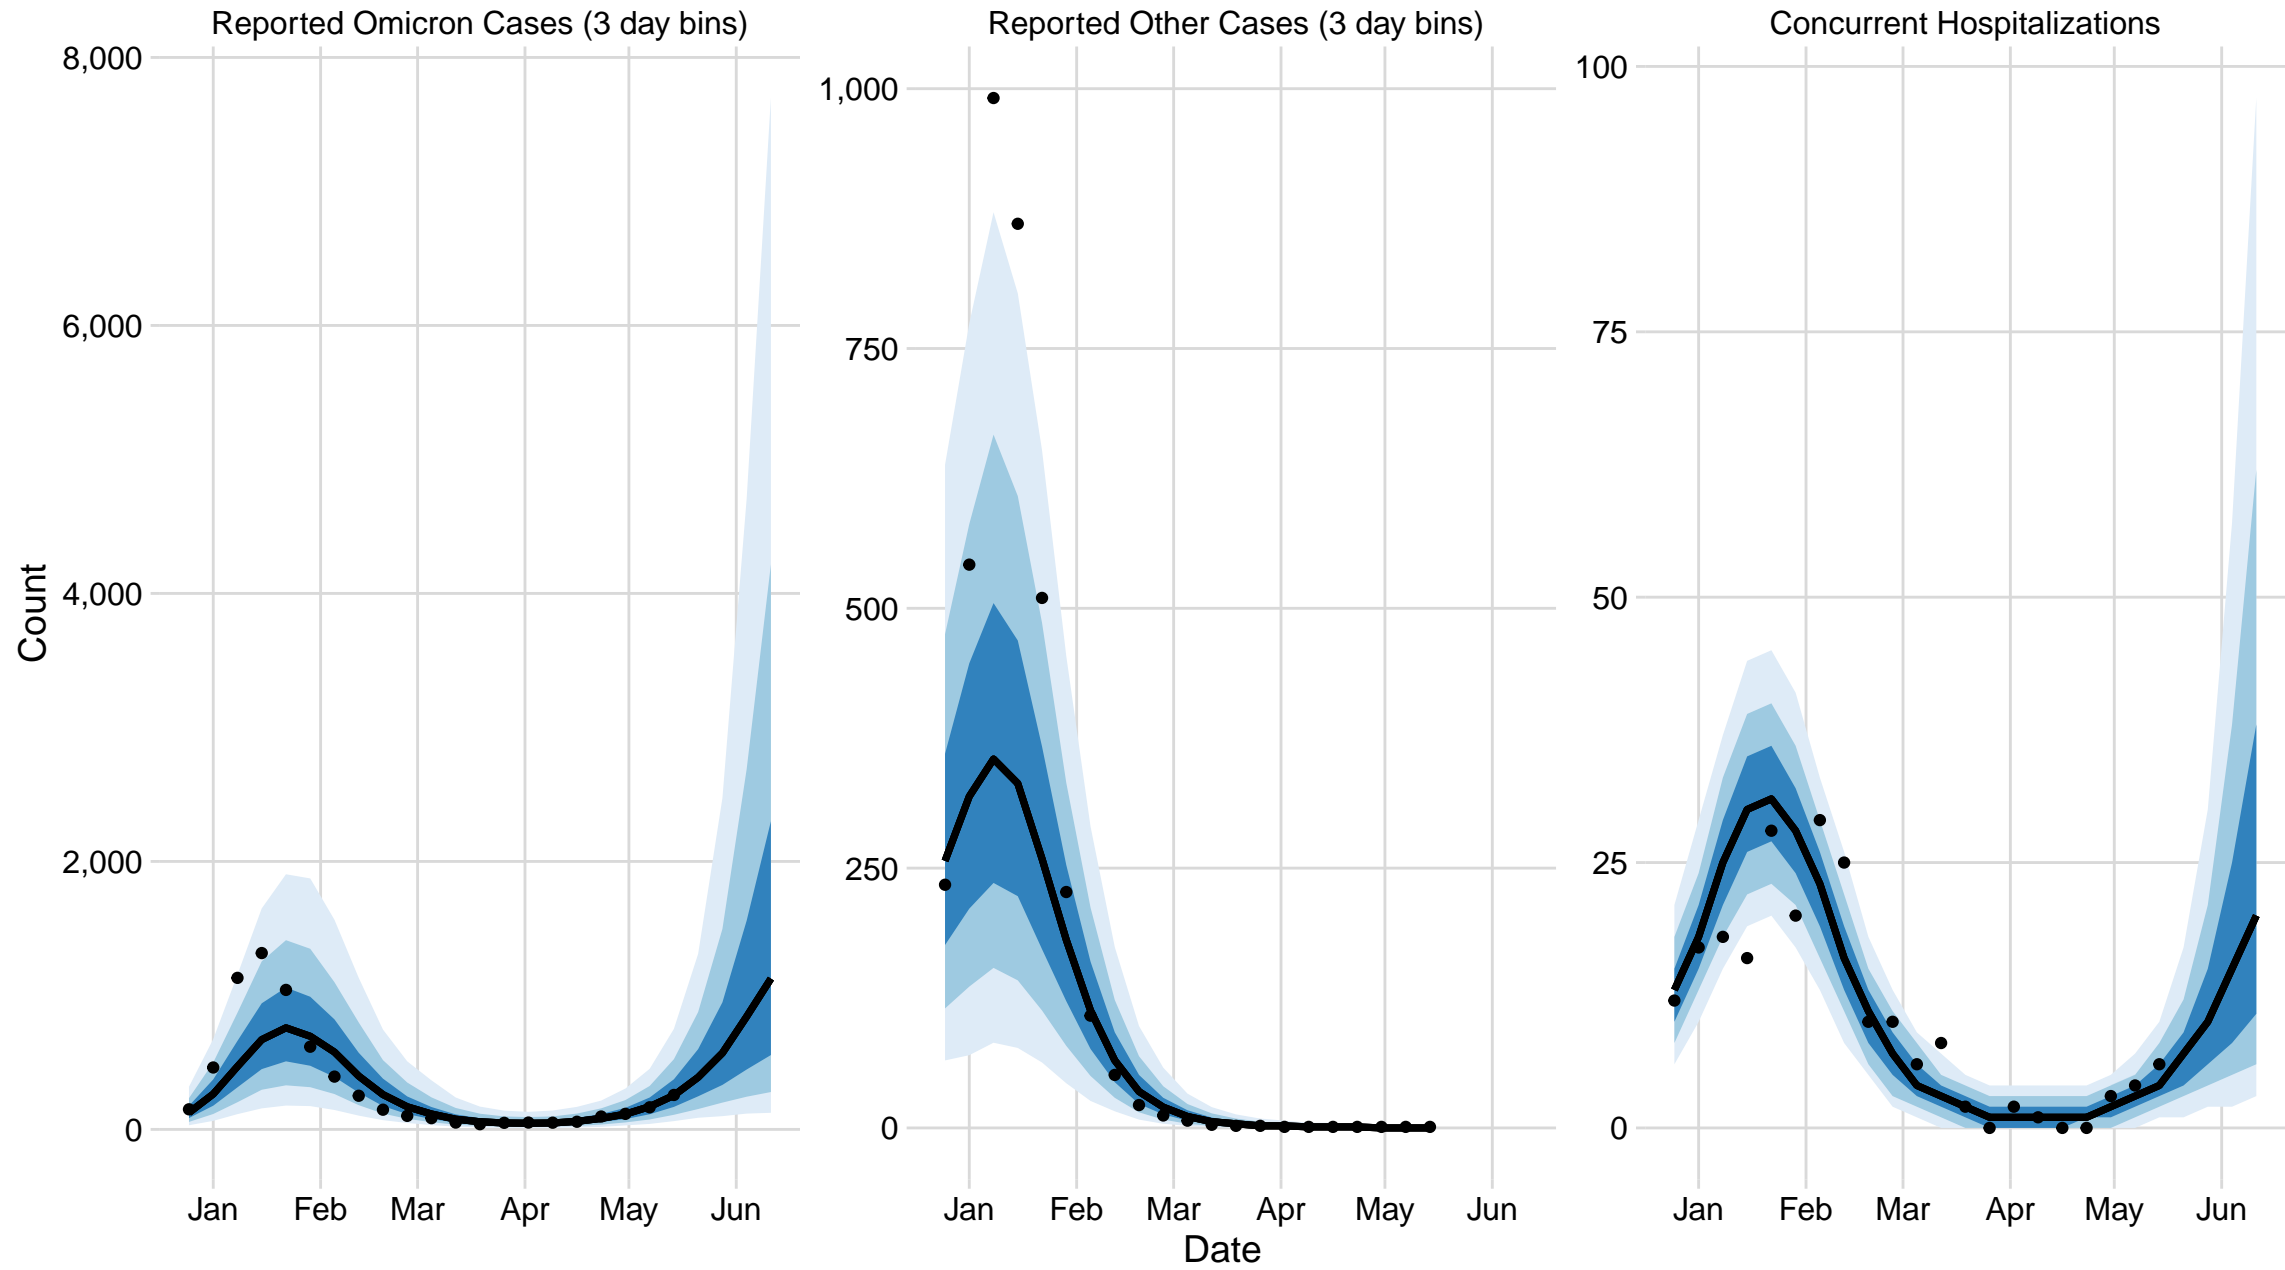 Reported Omicron Cases (3 day bins)
Reported Other Cases (3 day bins)
Concurrent Hospitalizations
Count
8,000
6,000
4,000
2,000
0
1,000
750
500
250
0
100
75
50
25
0
Jan Feb Mar Apr May Jun
Jan Feb Mar Apr May Jun
Jan Feb Mar Apr May Jun
Date